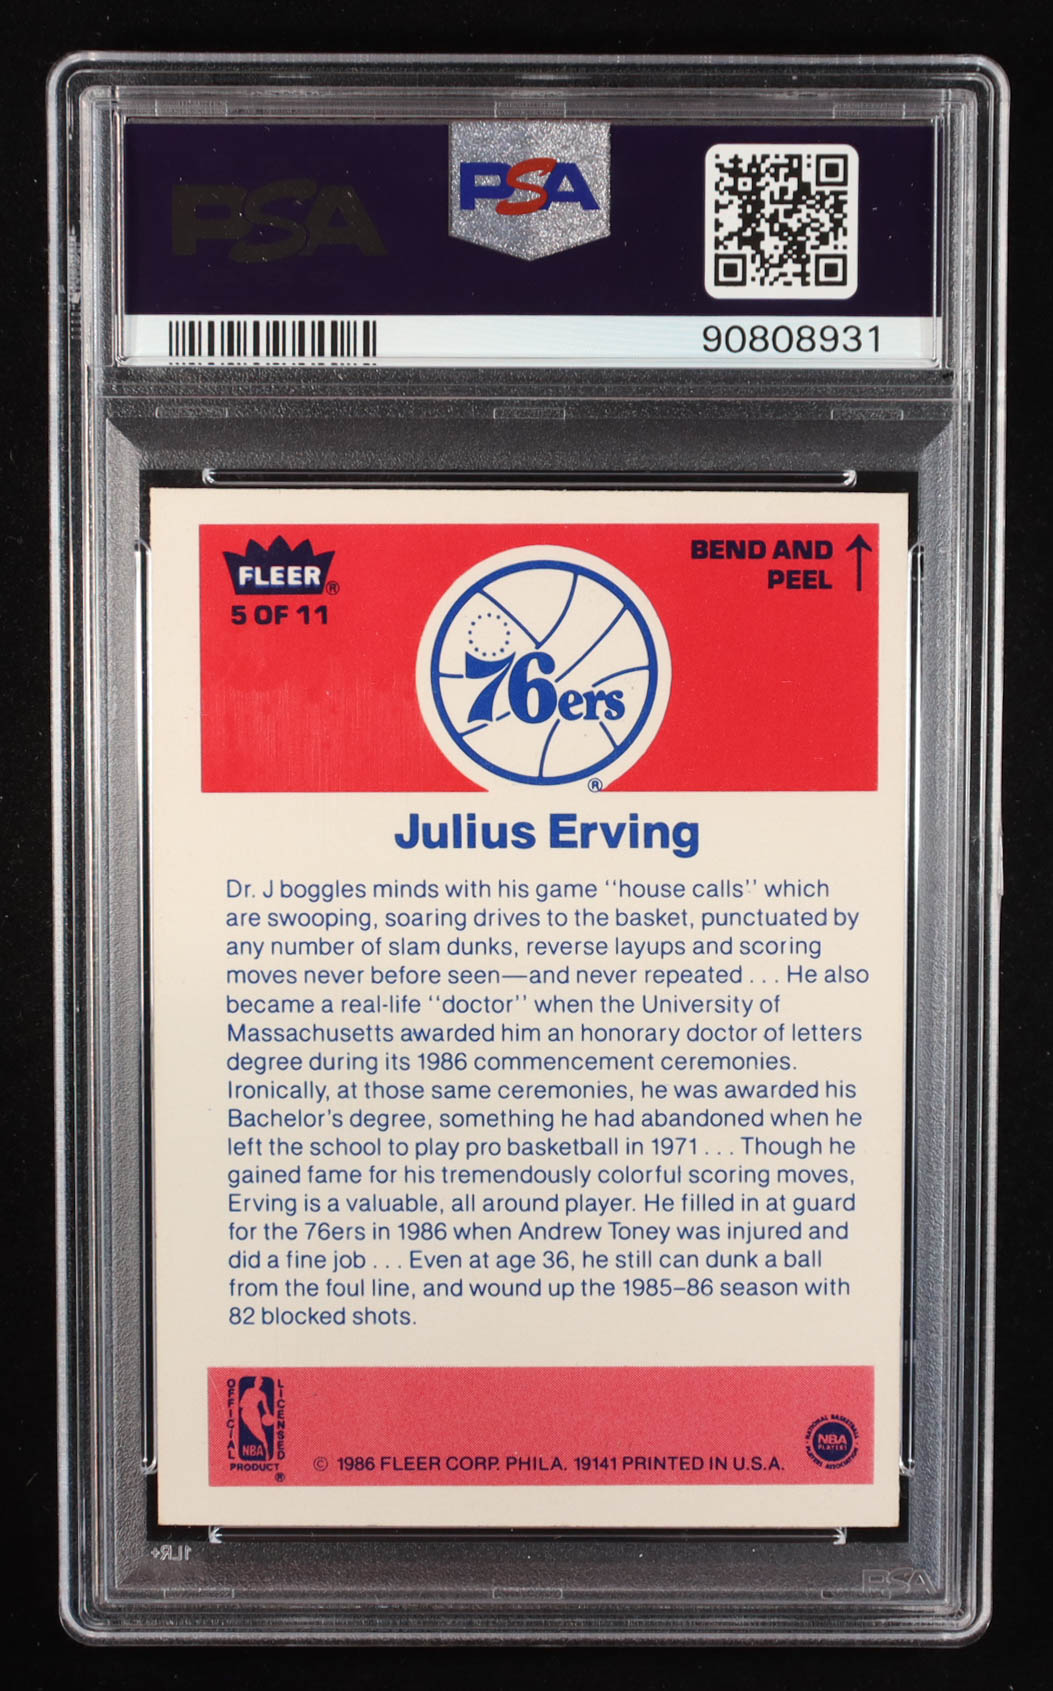 PSA
PSA
90808931
FLEER®
5 OF 11
BEND AND
PEEL
76ers
®
Julius Erving
Dr. J boggles minds with his game ''house calls'' which
are swooping, soaring drives to the basket, punctuated by
any number of slam dunks, reverse layups and scoring
moves never before seen—and never repeated . . . He also
became a real-life ''doctor'' when the University of
Massachusetts awarded him an honorary doctor of letters
degree during its 1986 commencement ceremonies.
Ironically, at those same ceremonies, he was awarded his
Bachelor's degree, something he had abandoned when he
left the school to play pro basketball in 1971 . . . Though he
gained fame for his tremendously colorful scoring moves,
Erving is a valuable, all around player. He filled in at guard
for the 76ers in 1986 when Andrew Toney was injured and
did a fine job . . . Even at age 36, he still can dunk a ball
from the foul line, and wound up the 1985–86 season with
82 blocked shots.
OFFICIAL
LICENSED
NBA
PRODUCT
®
© 1986 FLEER CORP. PHILA. 19141 PRINTED IN U.S.A.
NATIONAL BASKETBALL
NBA
PLAYERS
PLAYERS ASSOCIATION
1LR+
PSA